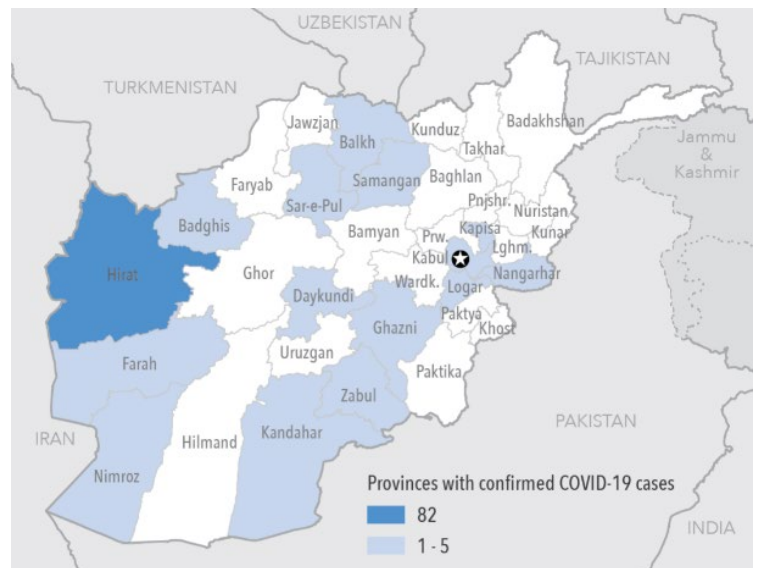 UZBEKISTAN
TAJIKISTAN
TURKMENISTAN
Jawzjan
Balkh
Kunduz
Badakhshan
Takhar
Jammu
&
Kashmir
Faryab
Samangan
Baghlan
Sar-e-Pul
Pnjshr.
Nuristan
Badghis
Bamyan
Prw.
Kapisa
Kunar
Lghm.
Hirat
Ghor
Kabul
Nangarhar
Wardk.
Logar
Daykundi
Paktya
Ghazni
Khost
Farah
Uruzgan
Paktika
Zabul
IRAN
Hilmand
Kandahar
PAKISTAN
Nimroz
Provinces with confirmed COVID-19 cases
82
1 - 5
INDIA